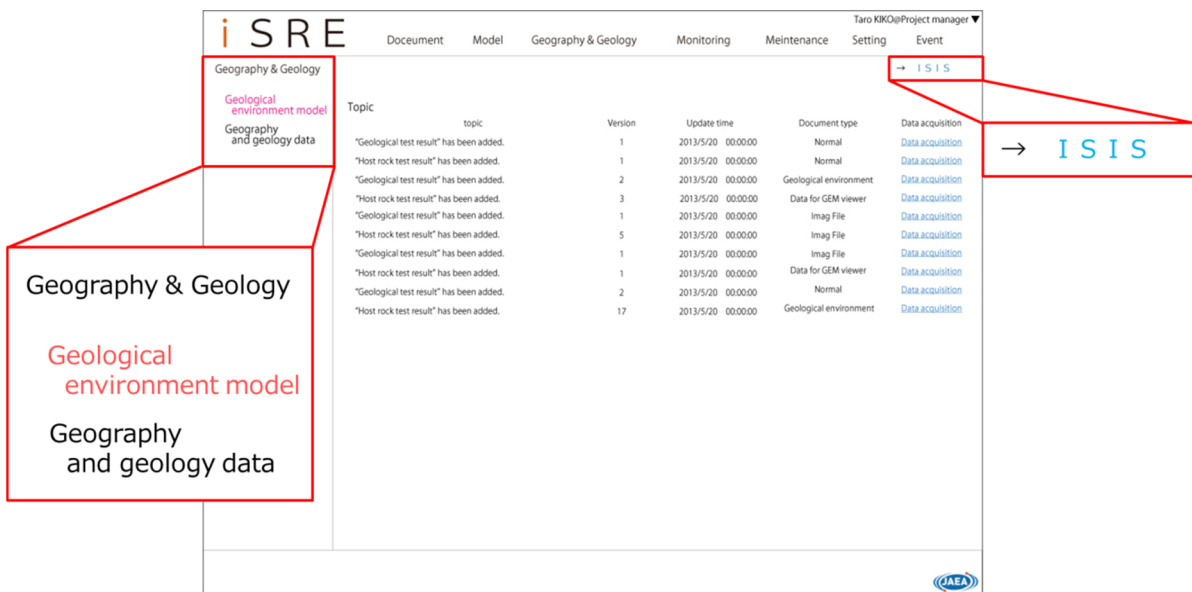 Taro KIKO@Project manager ▼
iSRE
Doceument Model Geography & Geology Monitoring Maintenance Setting Event
Geography & Geology
→ ISIS
Geological
environment model
Geography
and geology data
Topic
topic Version Update time Document type Data acquisition
"Geological test result" has been added. 1 2013/5/20 00:00:00 Normal Data acquisition
"Host rock test result" has been added. 1 2013/5/20 00:00:00 Normal Data acquisition
"Geological test result" has been added. 2 2013/5/20 00:00:00 Geological environment Data acquisition
"Host rock test result" has been added. 3 2013/5/20 00:00:00 Data for GEM viewer Data acquisition
"Geological test result" has been added. 1 2013/5/20 00:00:00 Imag File Data acquisition
"Host rock test result" has been added. 5 2013/5/20 00:00:00 Imag File Data acquisition
"Geological test result" has been added. 1 2013/5/20 00:00:00 Imag File Data acquisition
"Host rock test result" has been added. 1 2013/5/20 00:00:00 Data for GEM viewer Data acquisition
"Geological test result" has been added. 2 2013/5/20 00:00:00 Normal Data acquisition
"Host rock test result" has been added. 17 2013/5/20 00:00:00 Geological environment Data acquisition
→ ISIS
Geography & Geology
Geological
environment model
Geography
and geology data
JAEA